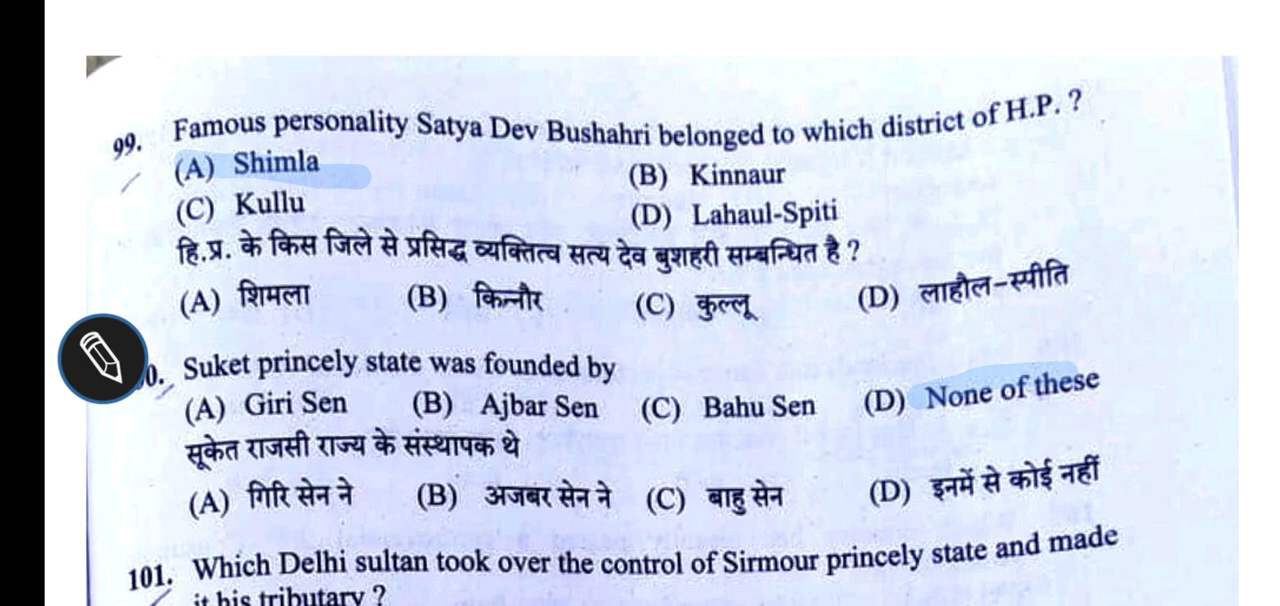 99. Famous personality Satya Dev Bushahri belonged to which district of H.P. ?
(A) Shimla (B) Kinnaur
(C) Kullu (D) Lahaul-Spiti
हि.प्र. के किस जिले से प्रसिद्ध व्यक्तित्व सत्य देव बुशहरी सम्बन्धित है ?
(A) शिमला (B) किन्नौर (C) कुल्लू (D) लाहौल-स्पीति
0. Suket princely state was founded by
(A) Giri Sen (B) Ajbar Sen (C) Bahu Sen (D) None of these
सूकेत राजसी राज्य के संस्थापक थे
(A) गिरि सेन ने (B) अजबर सेन ने (C) बाहु सेन (D) इनमें से कोई नहीं
101. Which Delhi sultan took over the control of Sirmour princely state and made
it his tributary ?